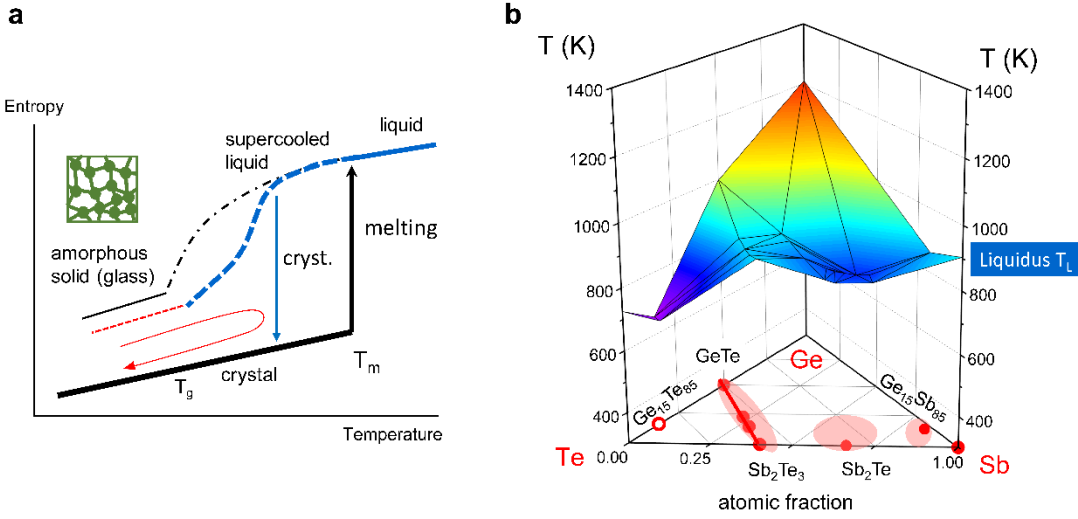 a
Entropy
supercooled
liquid
liquid
amorphous
solid (glass)
melting
cryst.
T_g
crystal
T_m
Temperature
b
T (K)
T (K)
1400
1200
1000
800
600
400
1400
1200
1000
800
600
400
Liquidus T_L
GeTe
Ge
Ge₁₅Te₈₅
Ge₁₅Sb₈₅
Te
0.00
0.25
1.00
Sb
Sb₂Te₃
Sb₂Te
atomic fraction